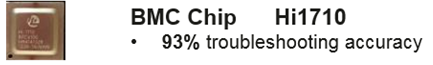 BMC Chip Hi1710
• 93% troubleshooting accuracy